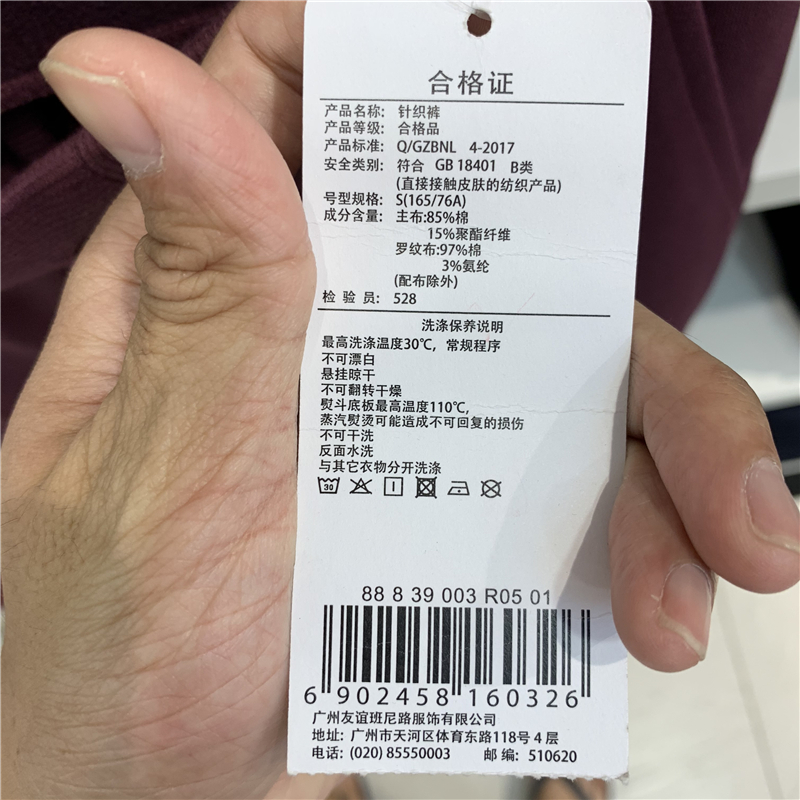 合格证
产品名称: 针织裤
产品等级: 合格品
产品标准: Q/GZBNL 4-2017
安全类别: 符合 GB 18401 B类
(直接接触皮肤的纺织产品)
号型规格: S(165/76A)
成分含量: 主布:85%棉
15%聚酯纤维
罗纹布:97%棉
3%氨纶
(配布除外)
检 验 员: 528
洗涤保养说明
最高洗涤温度30℃, 常规程序
不可漂白
悬挂晾干
不可翻转干燥
熨斗底板最高温度110℃,
蒸汽熨烫可能造成不可回复的损伤
不可干洗
反面水洗
与其它衣物分开洗涤
30
88 8 39 003 R05 01
6 902458 160326
广州友谊班尼路服饰有限公司
地址: 广州市天河区体育东路118号 4 层
电话: (020) 85550003 邮 编: 510620